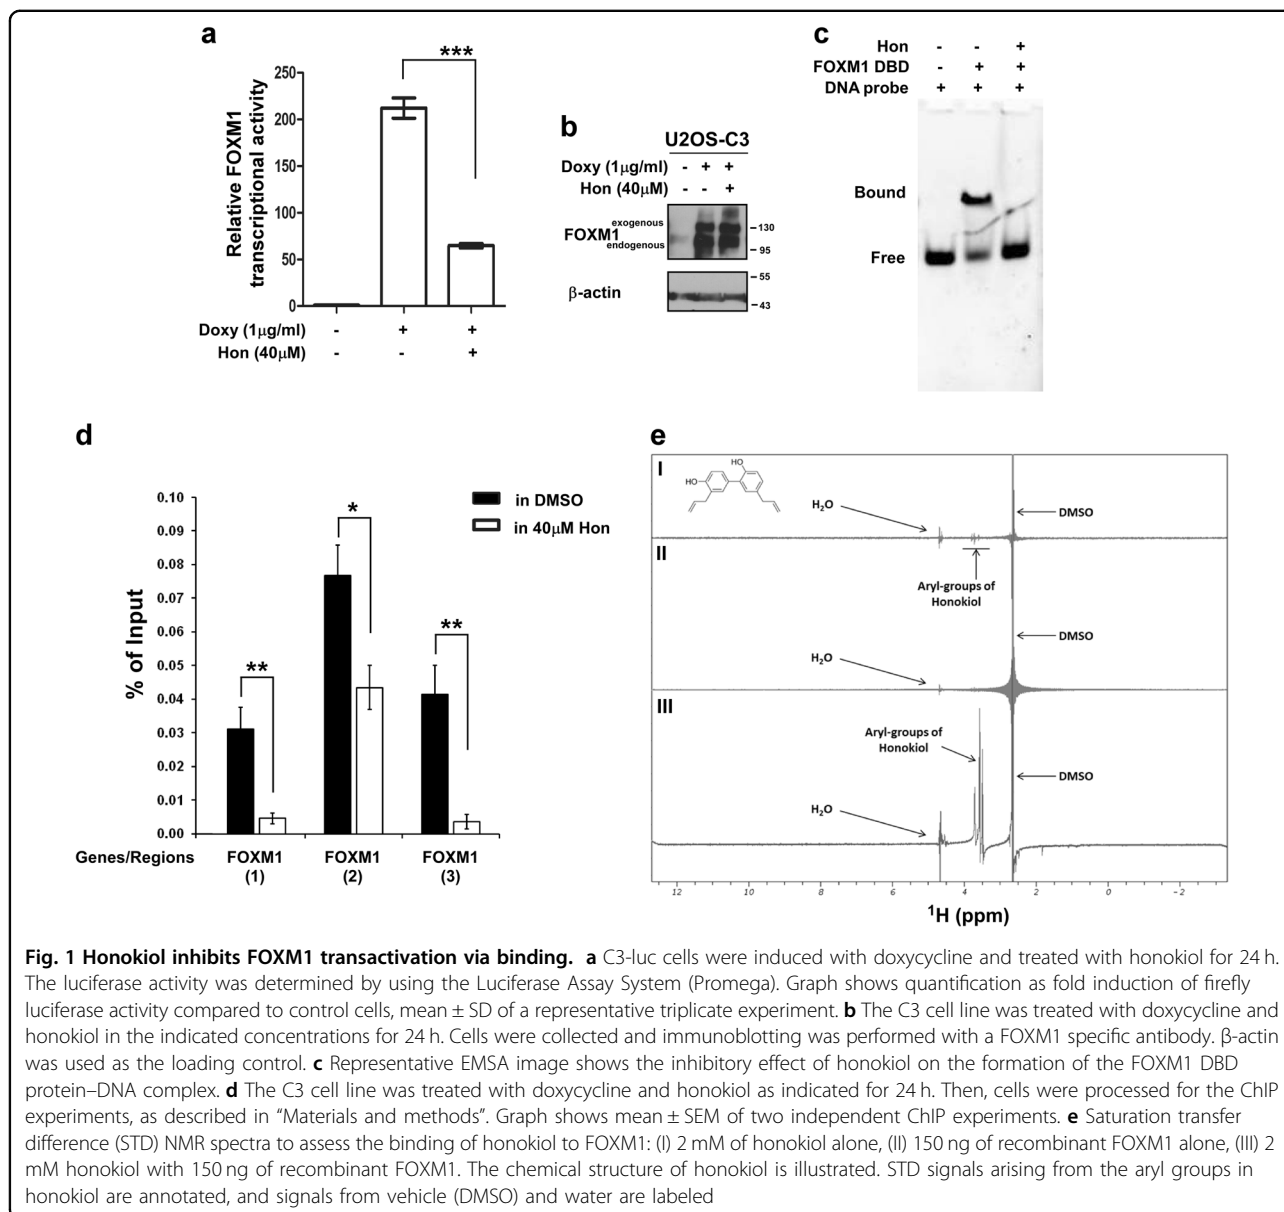 a
***
250
200
150
100
50
0
Relative FOXM1
transcriptional activity
Doxy (1μg/ml) - + +
Hon (40μM) - - +
b
U2OS-C3
Doxy (1μg/ml) - + +
Hon (40μM) - - +
exogenous
FOXM1
endogenous
130
95
β-actin
55
43
c
Hon - - +
FOXM1 DBD - + +
DNA probe + + +
Bound
Free
d
in DMSO
in 40μM Hon
0.10
0.09
0.08
0.07
0.06
0.05
0.04
0.03
0.02
0.01
0.00
% of Input
** * **
Genes/Regions FOXM1 FOXM1 FOXM1
(1) (2) (3)
e
I
HO
HO
H2O
DMSO
Aryl-groups of
Honokiol
II
H2O
DMSO
III
Aryl-groups of
Honokiol
H2O
DMSO
12 10 8 6 4 2 0 -2
1H (ppm)
Fig. 1 Honokiol inhibits FOXM1 transactivation via binding. a C3-luc cells were induced with doxycycline and treated with honokiol for 24 h.
The luciferase activity was determined by using the Luciferase Assay System (Promega). Graph shows quantification as fold induction of firefly
luciferase activity compared to control cells, mean ± SD of a representative triplicate experiment. b The C3 cell line was treated with doxycycline and
honokiol in the indicated concentrations for 24 h. Cells were collected and immunoblotting was performed with a FOXM1 specific antibody. β-actin
was used as the loading control. c Representative EMSA image shows the inhibitory effect of honokiol on the formation of the FOXM1 DBD
protein–DNA complex. d The C3 cell line was treated with doxycycline and honokiol as indicated for 24 h. Then, cells were processed for the ChIP
experiments, as described in “Materials and methods”. Graph shows mean ± SEM of two independent ChIP experiments. e Saturation transfer
difference (STD) NMR spectra to assess the binding of honokiol to FOXM1: (I) 2 mM of honokiol alone, (II) 150 ng of recombinant FOXM1 alone, (III) 2
mM honokiol with 150 ng of recombinant FOXM1. The chemical structure of honokiol is illustrated. STD signals arising from the aryl groups in
honokiol are annotated, and signals from vehicle (DMSO) and water are labeled